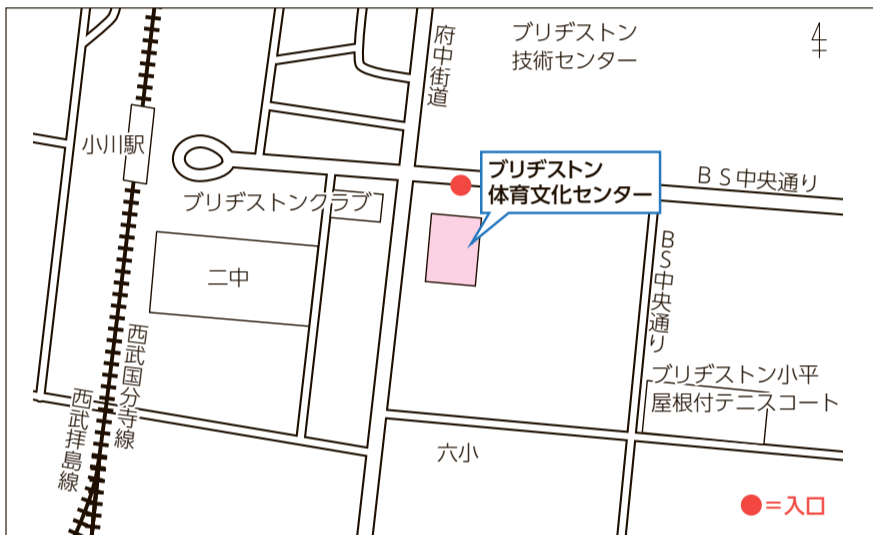 府中街道
ブリヂストン
技術センター
4
小川駅
ブリヂストン
体育文化センター
BS中央通り
ブリヂストンクラブ
二中
BS中央通り
西武国分寺線
西武拝島線
ブリヂストン小平
屋根付テニスコート
六小
●=入口